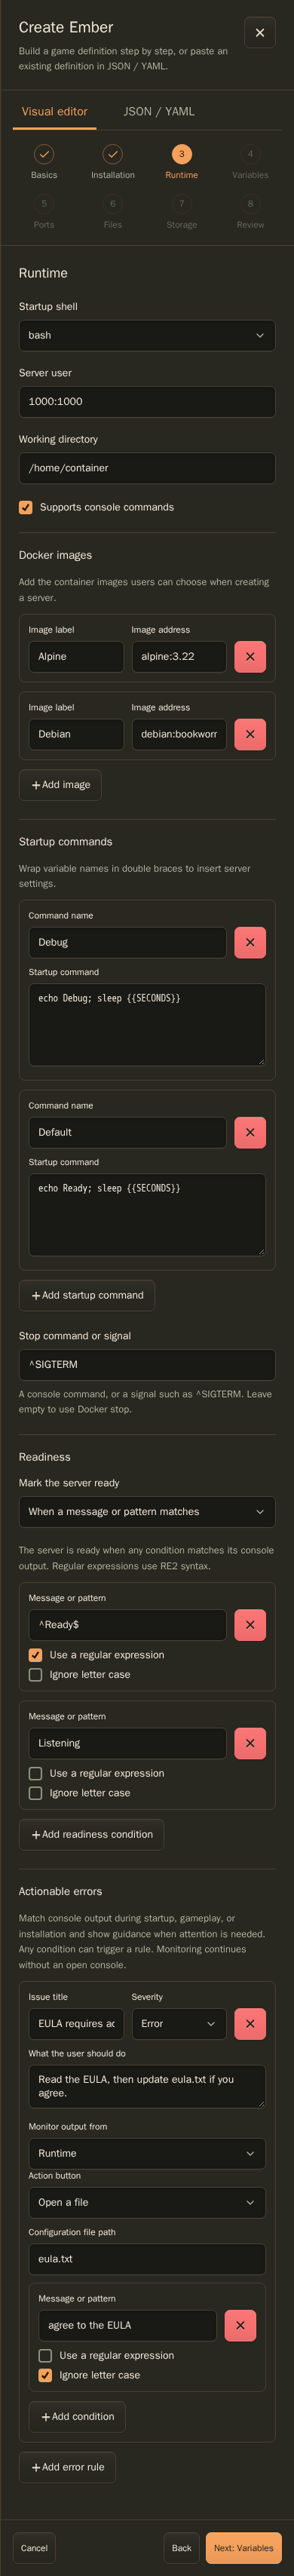 Create Ember
Build a game definition step by step, or paste an
existing definition in JSON / YAML.
Visual editor
JSON / YAML
Basics
Installation
3
Runtime
4
Variables
5
Ports
6
Files
7
Storage
8
Review
Runtime
Startup shell
bash
Server user
1000:1000
Working directory
/home/container
Supports console commands
Docker images
Add the container images users can choose when creating
a server.
Image label
Image address
Alpine
alpine:3.22
Image label
Image address
Debian
debian:bookworr
Add image
Startup commands
Wrap variable names in double braces to insert server
settings.
Command name
Debug
Startup command
echo Debug; sleep {{SECONDS}}
Command name
Default
Startup command
echo Ready; sleep {{SECONDS}}
Add startup command
Stop command or signal
^SIGTERM
A console command, or a signal such as ^SIGTERM. Leave
empty to use Docker stop.
Readiness
Mark the server ready
When a message or pattern matches
The server is ready when any condition matches its console
output. Regular expressions use RE2 syntax.
Message or pattern
^Ready$
Use a regular expression
Ignore letter case
Message or pattern
Listening
Use a regular expression
Ignore letter case
Add readiness condition
Actionable errors
Match console output during startup, gameplay, or
installation and show guidance when attention is needed.
Any condition can trigger a rule. Monitoring continues
without an open console.
Issue title
Severity
EULA requires ac
Error
What the user should do
Read the EULA, then update eula.txt if you
agree.
Monitor output from
Runtime
Action button
Open a file
Configuration file path
eula.txt
Message or pattern
agree to the EULA
Use a regular expression
Ignore letter case
Add condition
Add error rule
Cancel
Back
Next: Variables